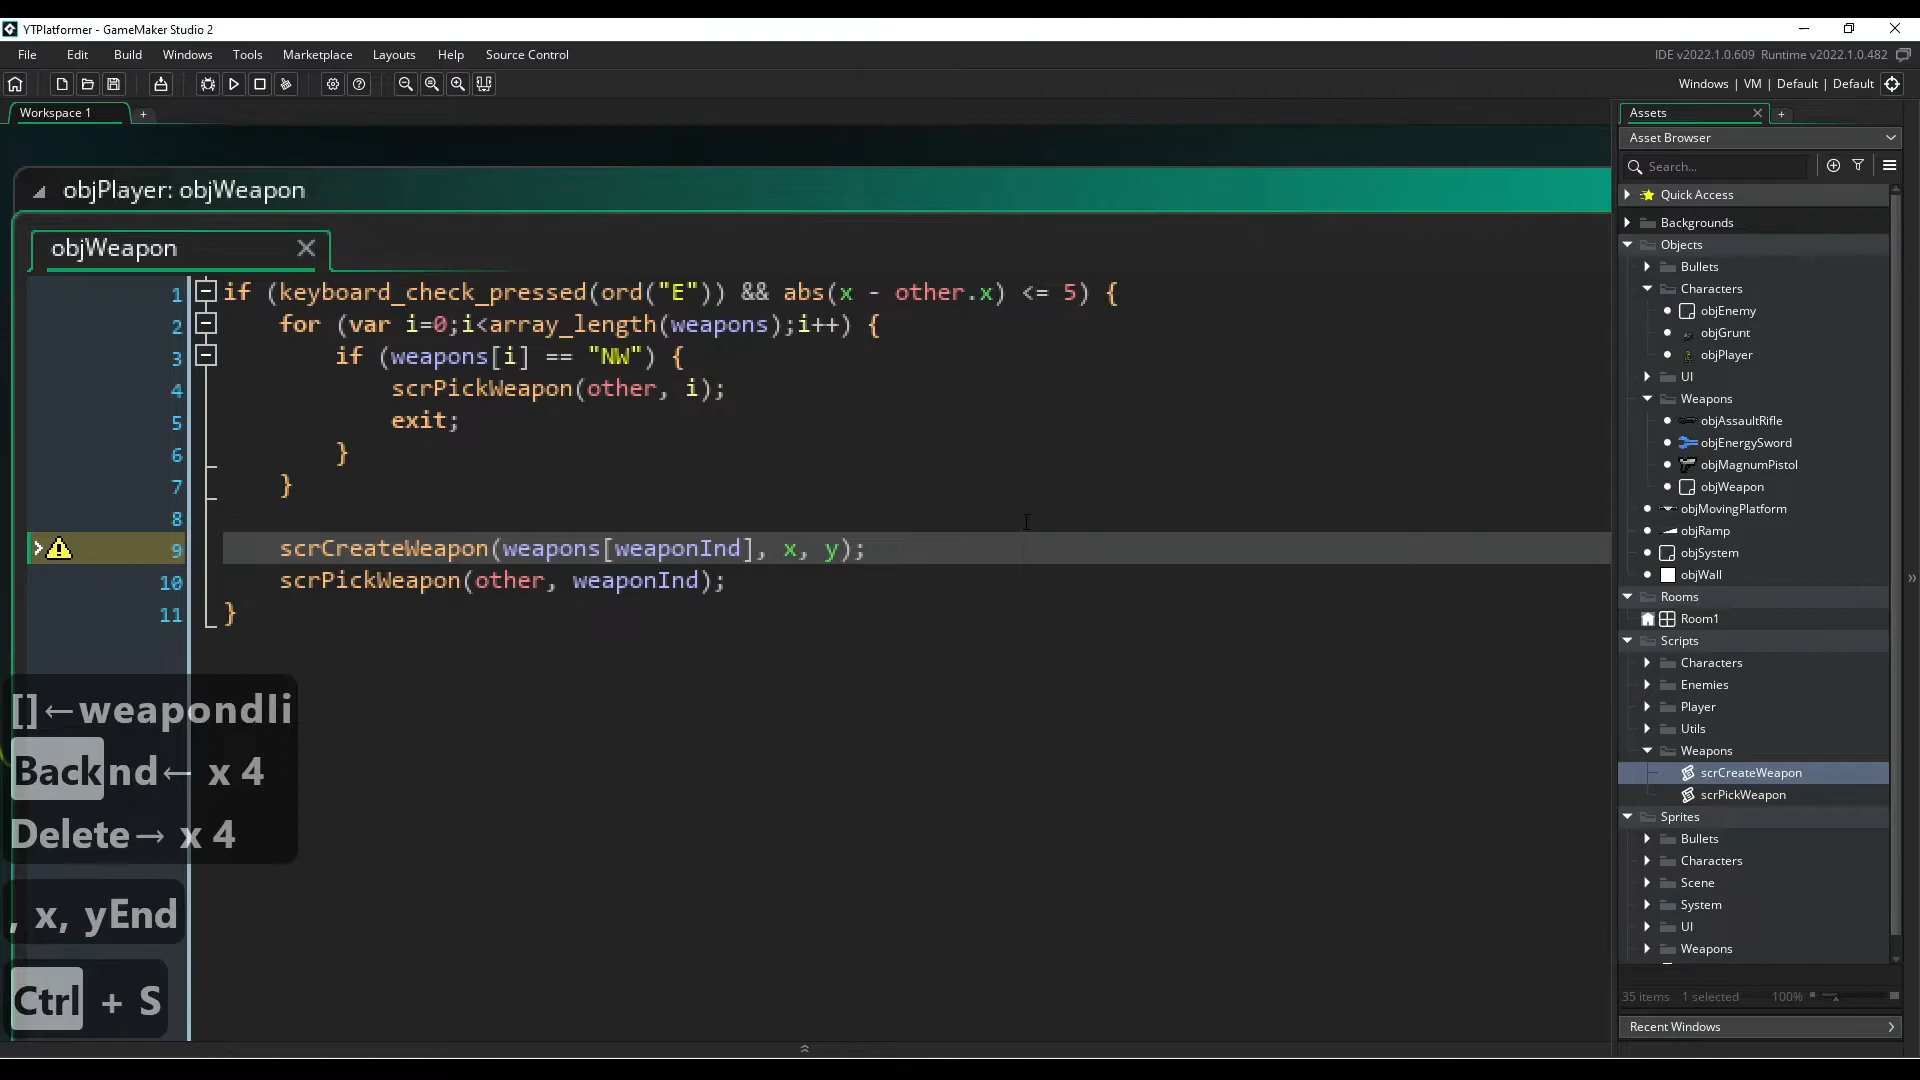 YTPlatformer - GameMaker Studio 2
File Edit Build Windows Tools Marketplace Layouts Help Source Control
IDE v2022.1.0.609 Runtime v2022.1.0.482
Windows | VM | Default | Default
Workspace 1
objPlayer: objWeapon
objWeapon
1 if (keyboard_check_pressed(ord("E")) && abs(x - other.x) <= 5) {
2 for (var i=0;i<array_length(weapons);i++) {
3 if (weapons[i] == "NW") {
4 scrPickWeapon(other, i);
5 exit;
6 }
7 }
8
9 scrCreateWeapon(weapons[weaponInd], x, y);
10 scrPickWeapon(other, weaponInd);
11 }
[]←weapondli
Backnd← x 4
Delete→ x 4
, x, yEnd
Ctrl + S
Assets
Asset Browser
Search...
Quick Access
Backgrounds
Objects
Bullets
Characters
objEnemy
objGrunt
objPlayer
UI
Weapons
objAssaultRifle
objEnergySword
objMagnumPistol
objWeapon
objMovingPlatform
objRamp
objSystem
objWall
Rooms
Room1
Scripts
Characters
Enemies
Player
Utils
Weapons
scrCreateWeapon
scrPickWeapon
Sprites
Bullets
Characters
Scene
System
UI
Weapons
35 items 1 selected 100%
Recent Windows